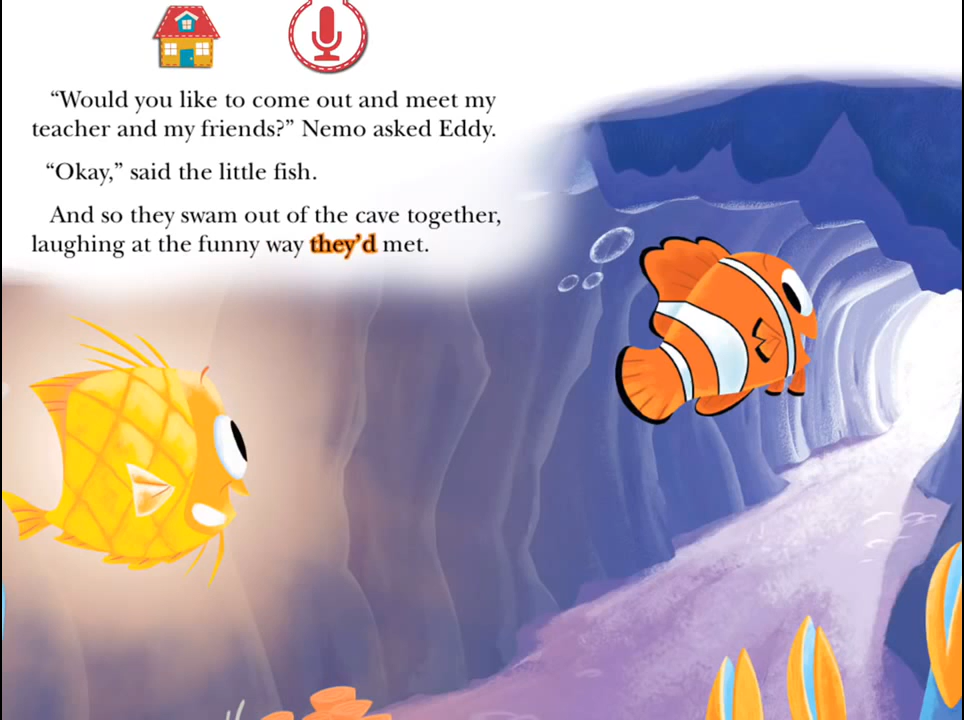 “Would you like to come out and meet my
teacher and my friends?” Nemo asked Eddy.
“Okay,” said the little fish.
And so they swam out of the cave together,
laughing at the funny way they’d met.